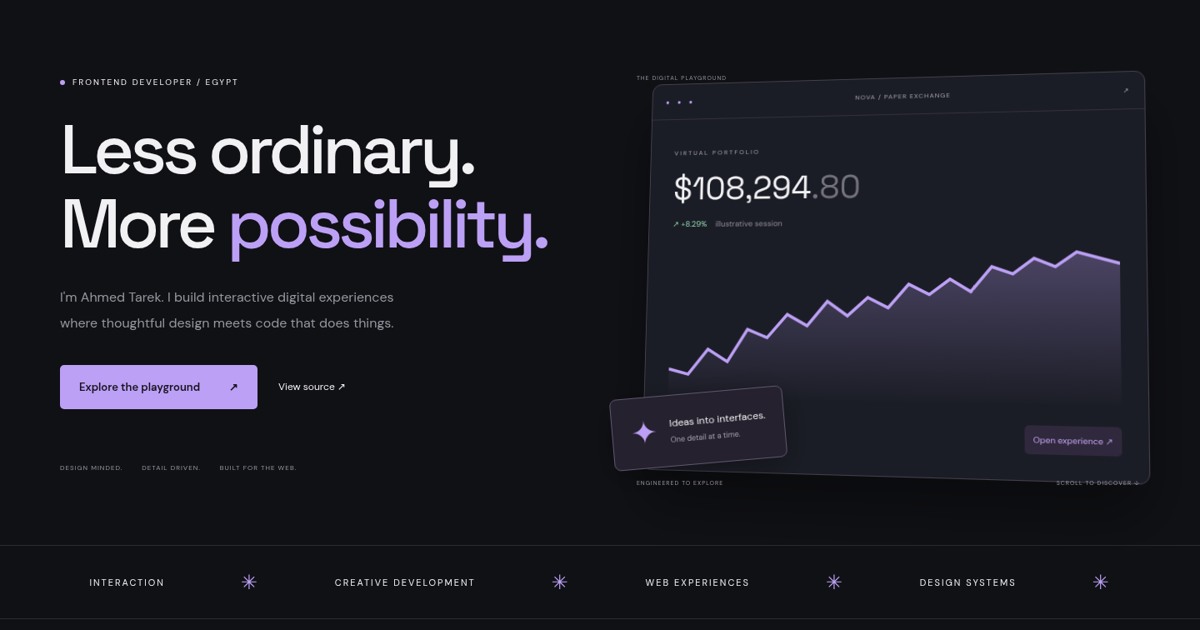 FRONTEND DEVELOPER / EGYPT
Less ordinary.
More possibility.
I'm Ahmed Tarek. I build interactive digital experiences
where thoughtful design meets code that does things.
Explore the playground ↗
View source ↗
DESIGN MINDED. DETAIL DRIVEN. BUILT FOR THE WEB.
THE DIGITAL PLAYGROUND
NOVA / PAPER EXCHANGE ↗
VIRTUAL PORTFOLIO
$108,294.80
↗ +8.29% illustrative session
Ideas into interfaces.
One detail at a time.
Open experience ↗
ENGINEERED TO EXPLORE
SCROLL TO DISCOVER ↓
INTERACTION ✳ CREATIVE DEVELOPMENT ✳ WEB EXPERIENCES ✳ DESIGN SYSTEMS ✳